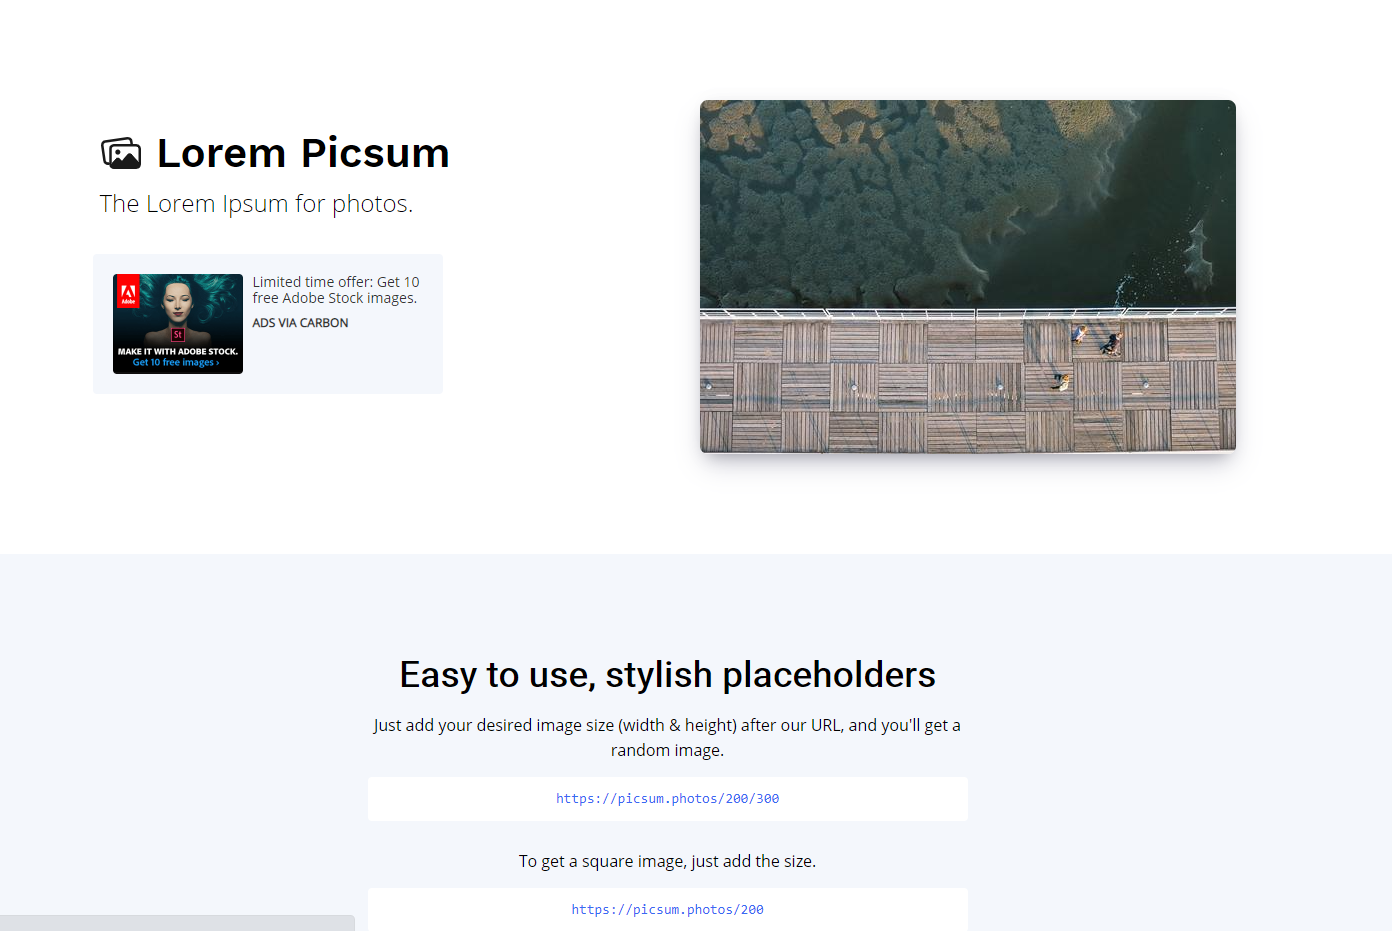 Lorem Picsum
The Lorem Ipsum for photos.
Adobe
St
MAKE IT WITH ADOBE STOCK.
Get 10 free images ›
Limited time offer: Get 10
free Adobe Stock images.
ADS VIA CARBON
Easy to use, stylish placeholders
Just add your desired image size (width & height) after our URL, and you'll get a
random image.
https://picsum.photos/200/300
To get a square image, just add the size.
https://picsum.photos/200